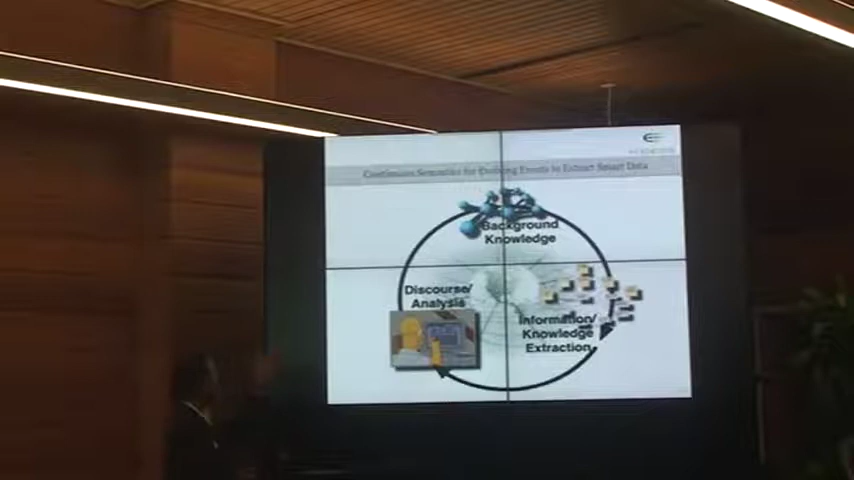 Continuous Semantics for Evolving Events to Extract Smart Data
Background
Knowledge
Discourse/
Analysis
Information/
Knowledge
Extraction